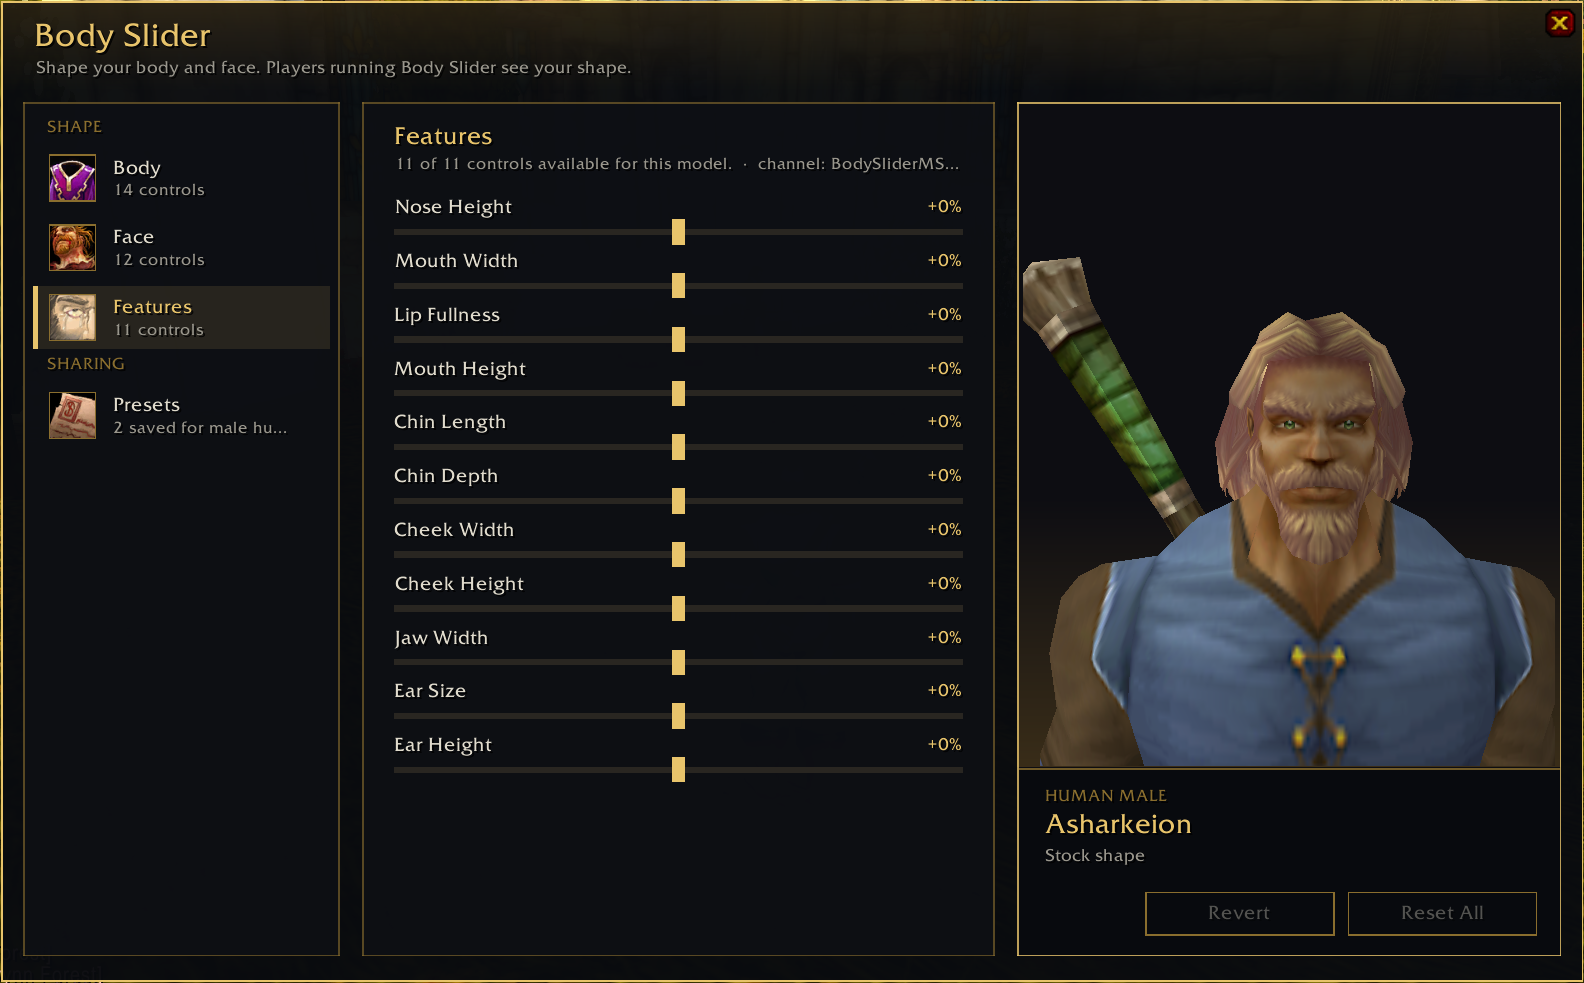 Body Slider
Shape your body and face. Players running Body Slider see your shape.
SHAPE
Body
14 controls
Face
12 controls
Features
11 controls
SHARING
Presets
2 saved for male hu...
Features
11 of 11 controls available for this model. · channel: BodySliderMS...
Nose Height +0%
Mouth Width +0%
Lip Fullness +0%
Mouth Height +0%
Chin Length +0%
Chin Depth +0%
Cheek Width +0%
Cheek Height +0%
Jaw Width +0%
Ear Size +0%
Ear Height +0%
HUMAN MALE
Asharkeion
Stock shape
Revert
Reset All